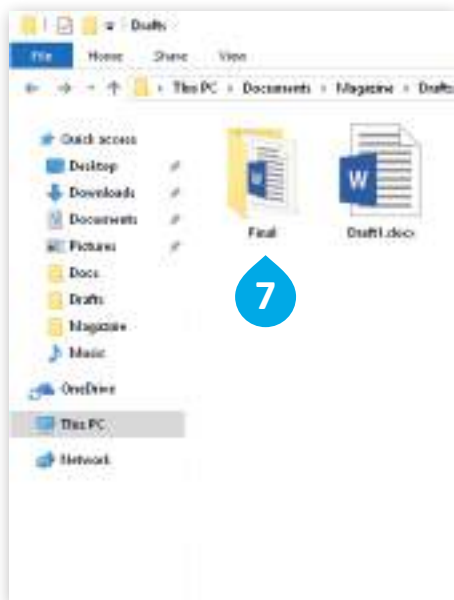 Drafts
File Home Share View
This PC › Documents › Magazine › Drafts
Quick access
Desktop
Downloads
Documents
Pictures
Docs
Drafts
Magazine
Music
OneDrive
This PC
Network
Final
Draft1.docx
7
W
W